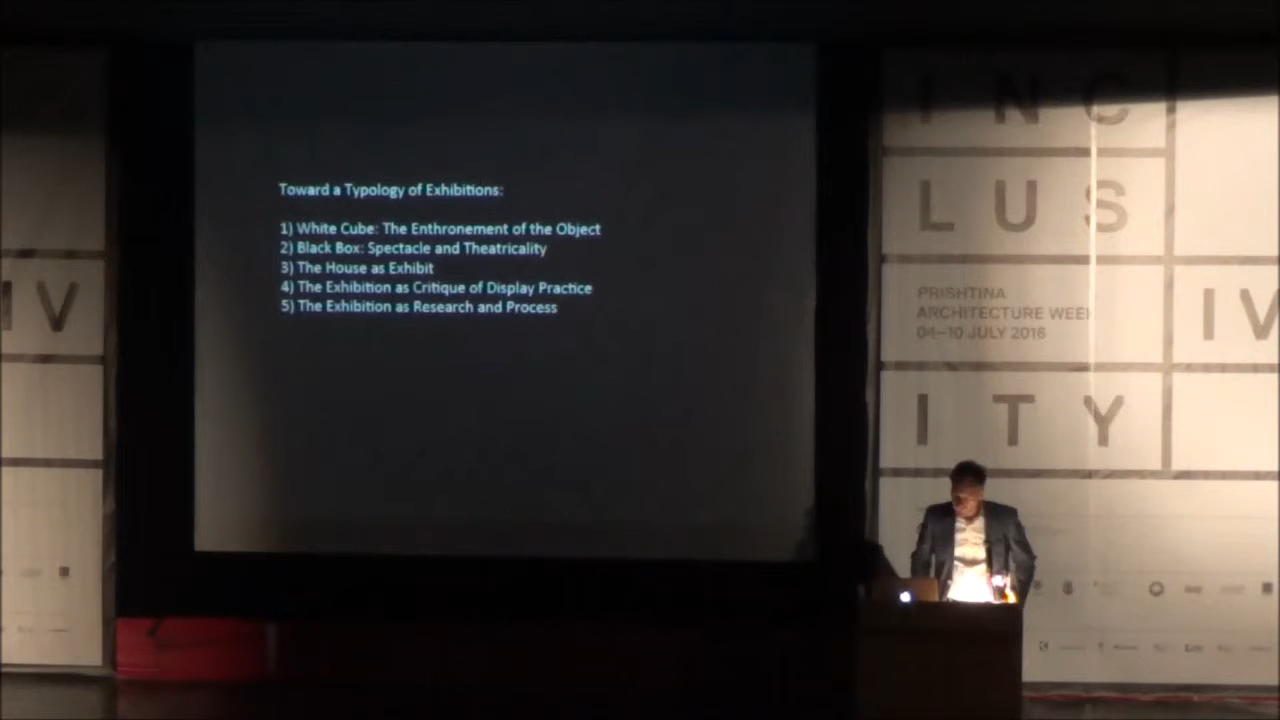 Toward a Typology of Exhibitions:
1) White Cube: The Enthronement of the Object
2) Black Box: Spectacle and Theatricality
3) The House as Exhibit
4) The Exhibition as Critique of Display Practice
5) The Exhibition as Research and Process
INC
LUS
PRISHTINA
ARCHITECTURE WEEK
04–10 JULY 2016
IV
ITY
IV